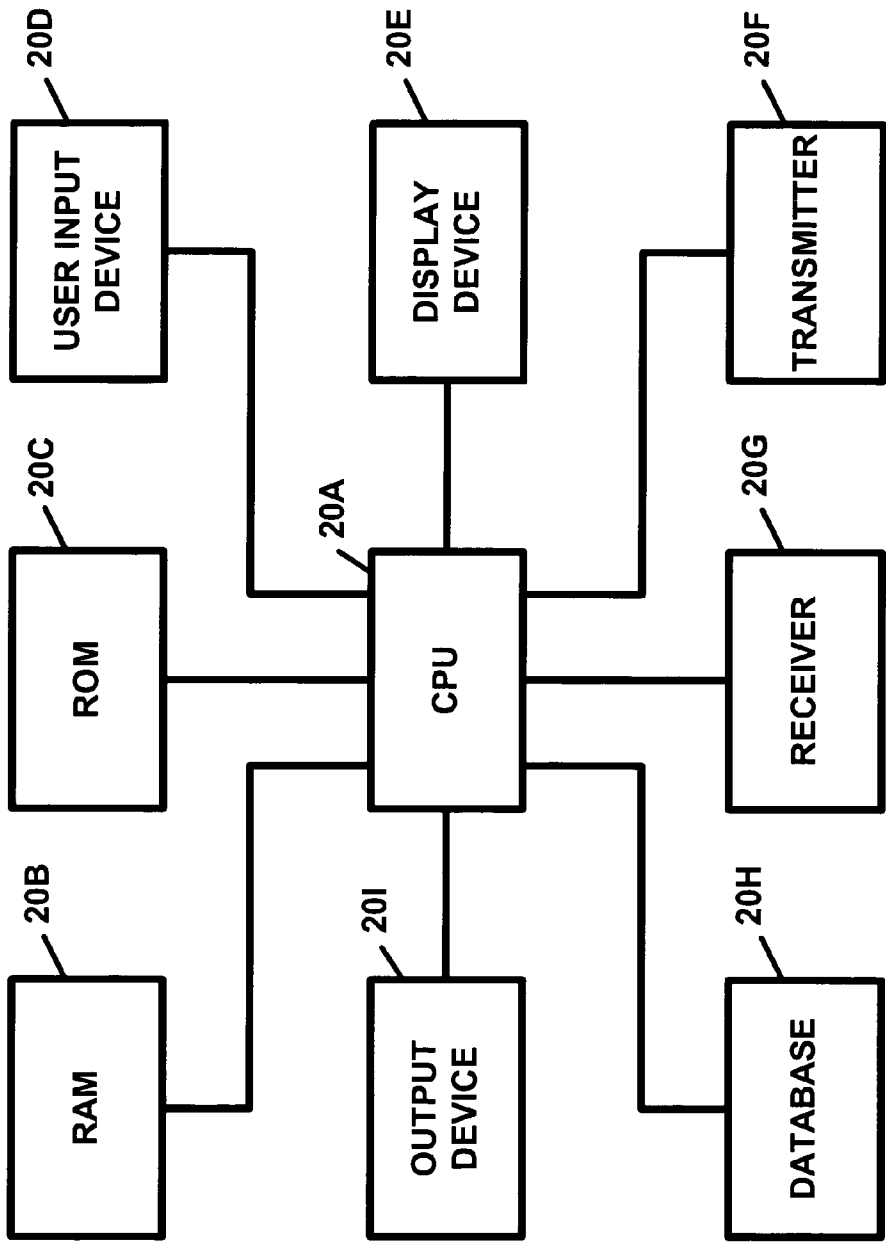 20B
RAM
20C
ROM
20D
USER INPUT
DEVICE
20I
OUTPUT
DEVICE
20A
CPU
20E
DISPLAY
DEVICE
20H
DATABASE
20G
RECEIVER
20F
TRANSMITTER